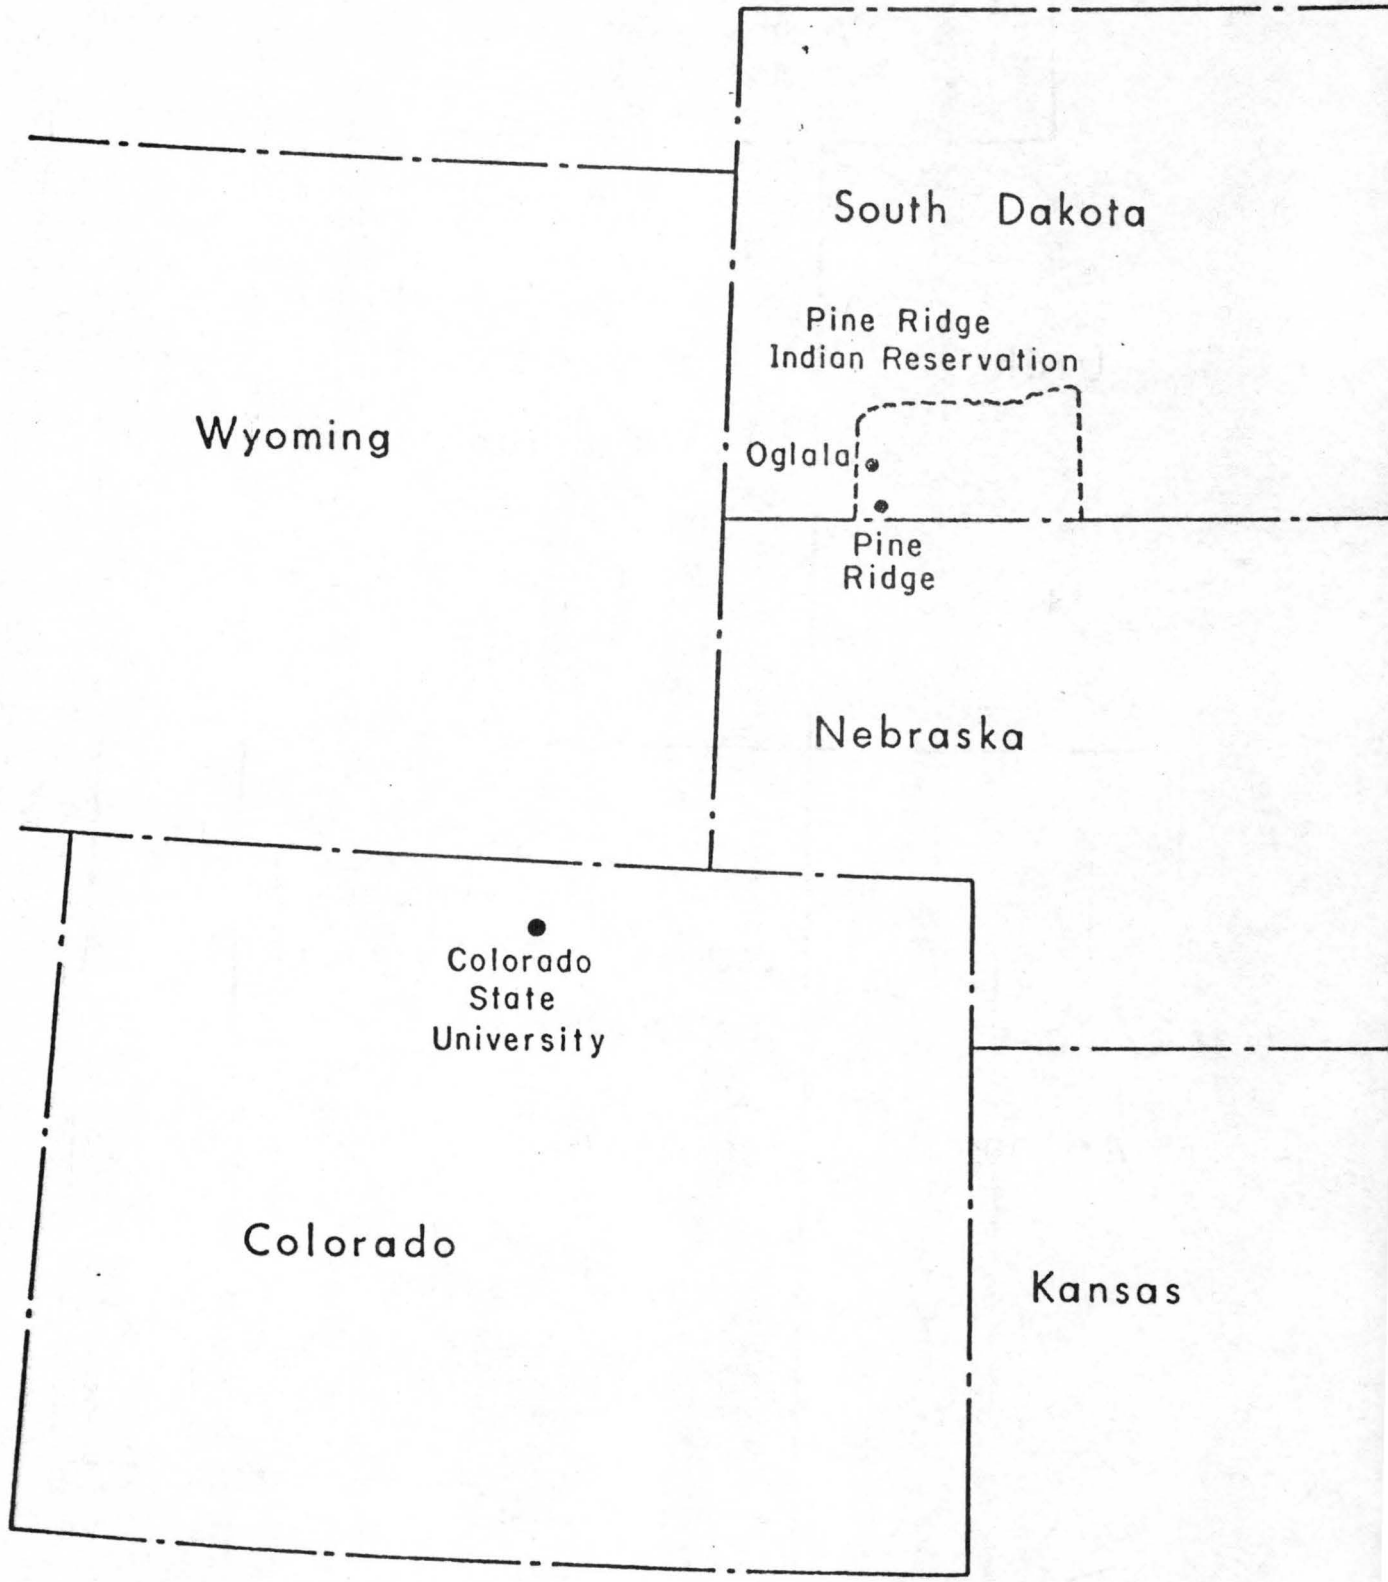 South Dakota
Pine Ridge
Indian Reservation
Wyoming
Oglala
Pine
Ridge
Nebraska
Colorado
State
University
Colorado
Kansas